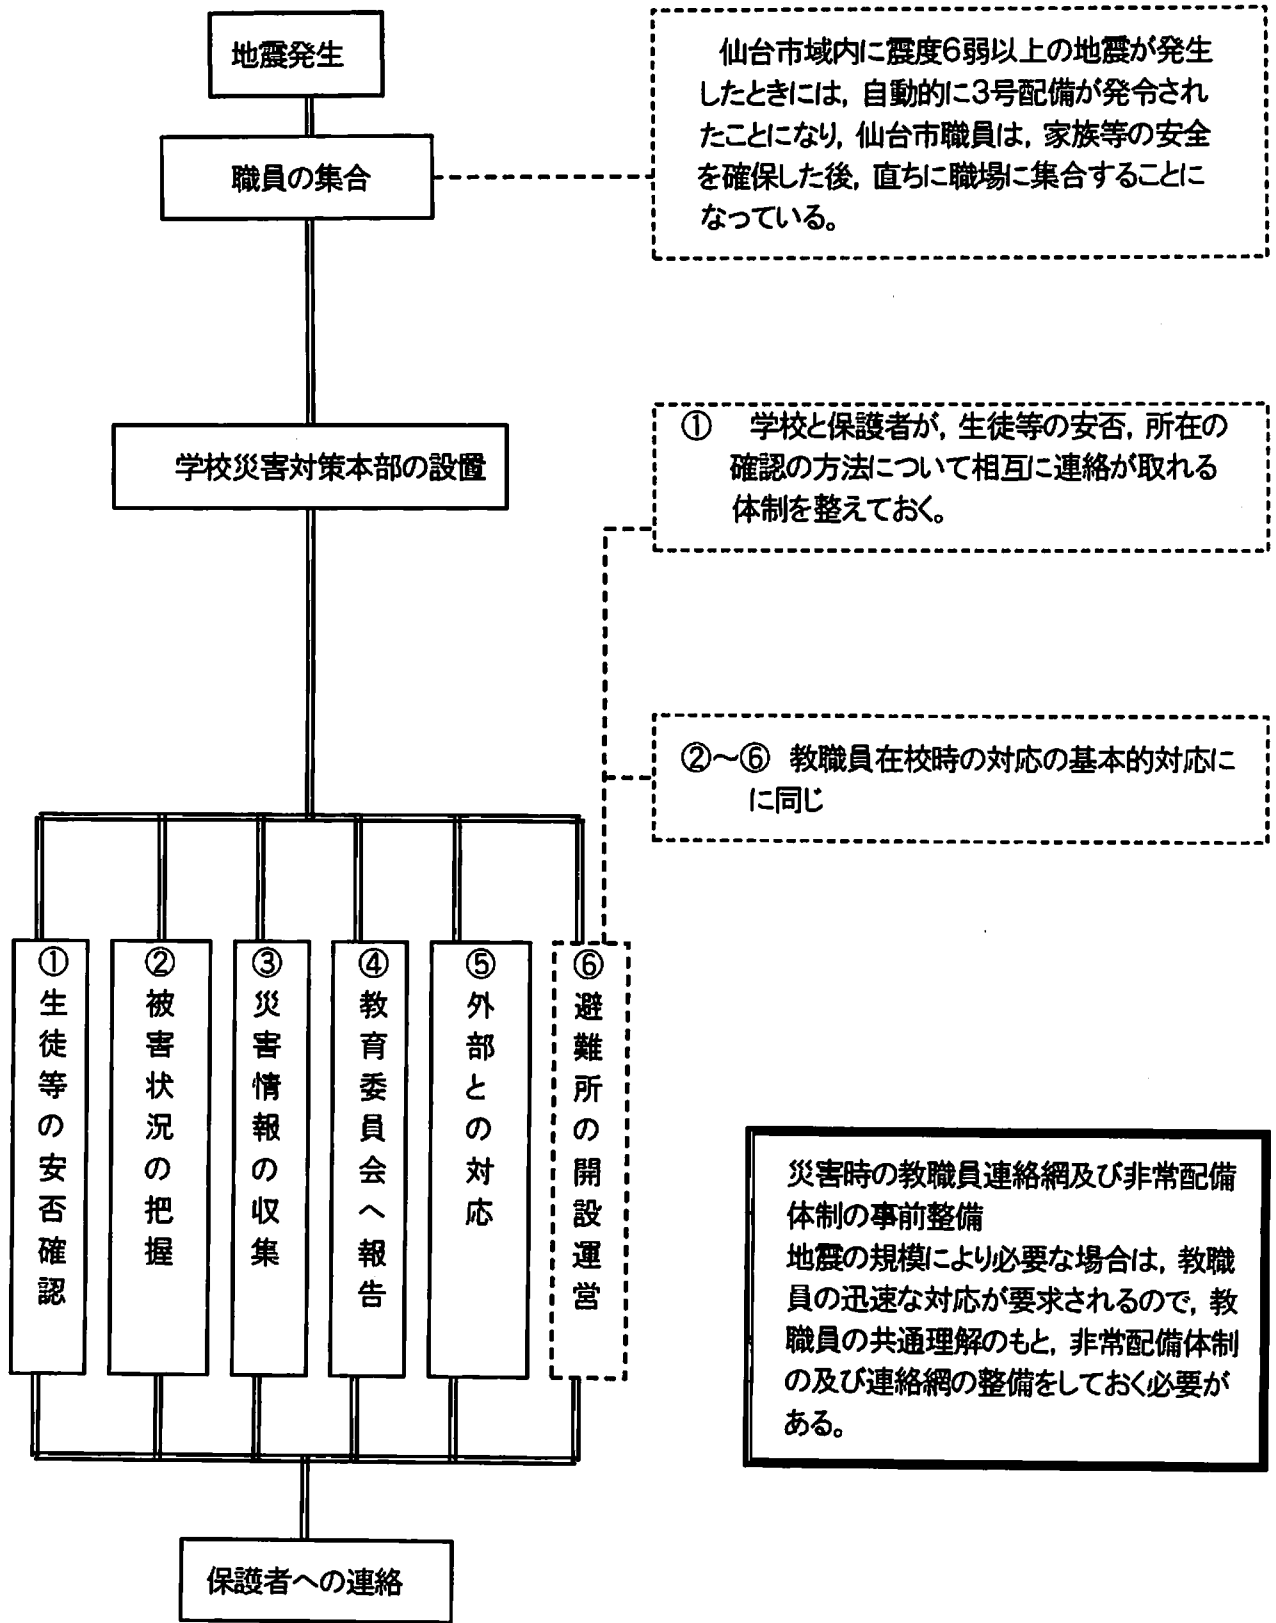 地震発生
職員の集合
仙台市域内に震度6弱以上の地震が発生
したときには，自動的に3号配備が発令され
たことになり，仙台市職員は，家族等の安全
を確保した後，直ちに職場に集合することに
なっている。
学校災害対策本部の設置
① 学校と保護者が，生徒等の安否，所在の
確認の方法について相互に連絡が取れる
体制を整えておく。
②～⑥ 教職員在校時の対応の基本的対応に
に同じ
①生徒等の安否確認
②被害状況の把握
③災害情報の収集
④教育委員会へ報告
⑤外部との対応
⑥避難所の開設運営
災害時の教職員連絡網及び非常配備
体制の事前整備
地震の規模により必要な場合は，教職
員の迅速な対応が要求されるので，教
職員の共通理解のもと，非常配備体制
の及び連絡網の整備をしておく必要が
ある。
保護者への連絡